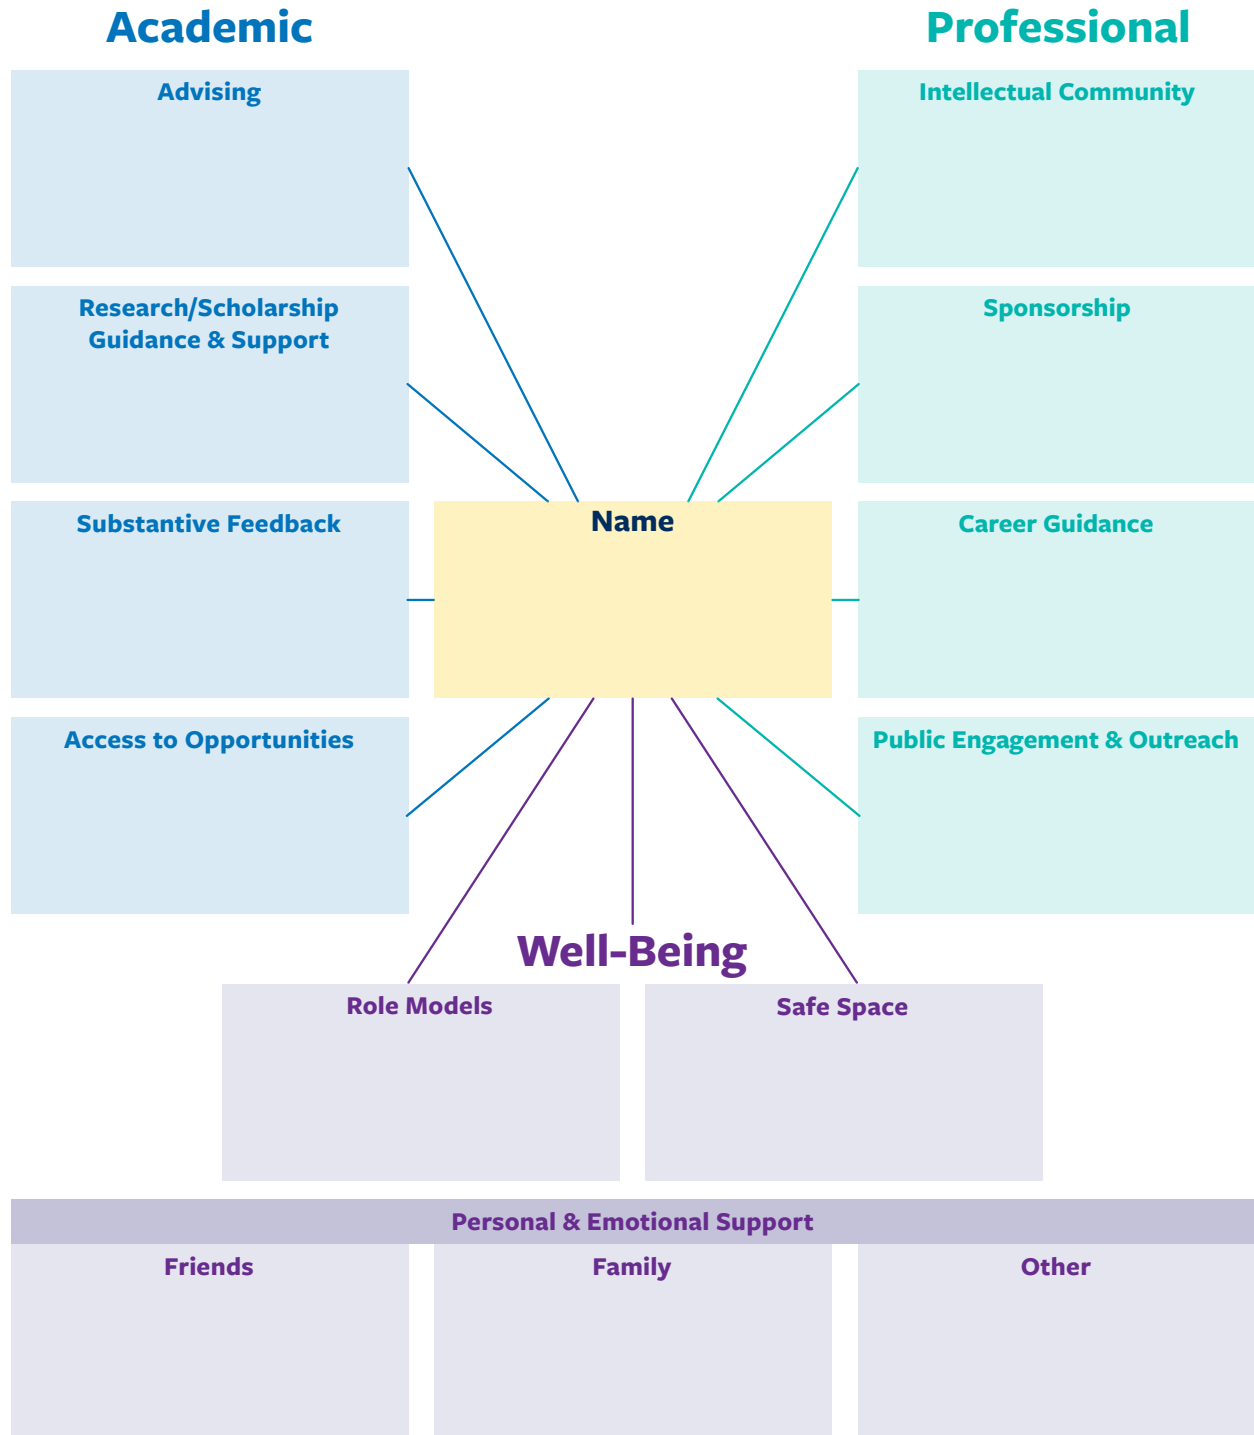 Academic
Professional
Advising
Intellectual Community
Research/Scholarship
Guidance & Support
Sponsorship
Substantive Feedback
Name
Career Guidance
Access to Opportunities
Public Engagement & Outreach
Well-Being
Role Models
Safe Space
Personal & Emotional Support
Friends
Family
Other